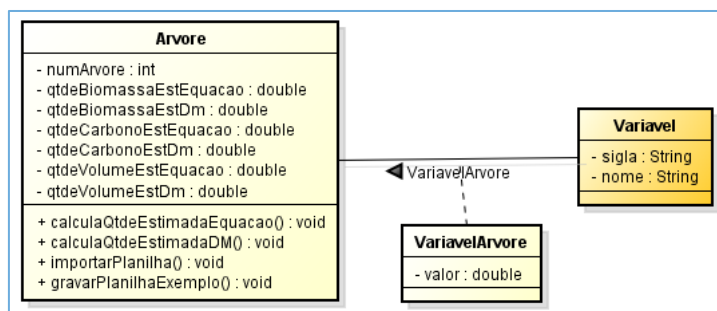 Arvore
- numArvore : int
- qtdeBiomassaEstEquacao : double
- qtdeBiomassaEstDm : double
- qtdeCarbonoEstEquacao : double
- qtdeCarbonoEstDm : double
- qtdeVolumeEstEquacao : double
- qtdeVolumeEstDm : double
+ calculaQtdeEstimadaEquacao() : void
+ calculaQtdeEstimadaDM() : void
+ importarPlanilha() : void
+ gravarPlanilhaExemplo() : void
VariavelArvore
Variavel
- sigla : String
- nome : String
VariavelArvore
- valor : double